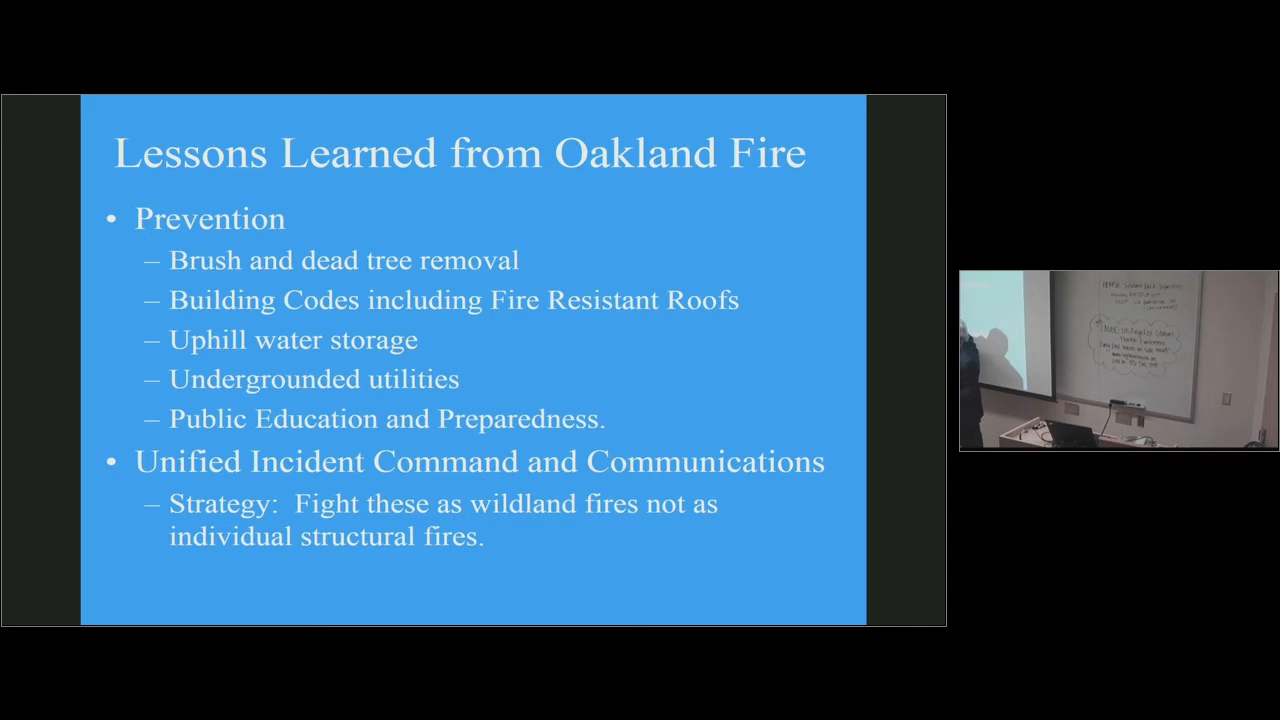 Lessons Learned from Oakland Fire
• Prevention
– Brush and dead tree removal
– Building Codes including Fire Resistant Roofs
– Uphill water storage
– Undergrounded utilities
– Public Education and Preparedness.
• Unified Incident Command and Communications
– Strategy: Fight these as wildland fires not as
individual structural fires.